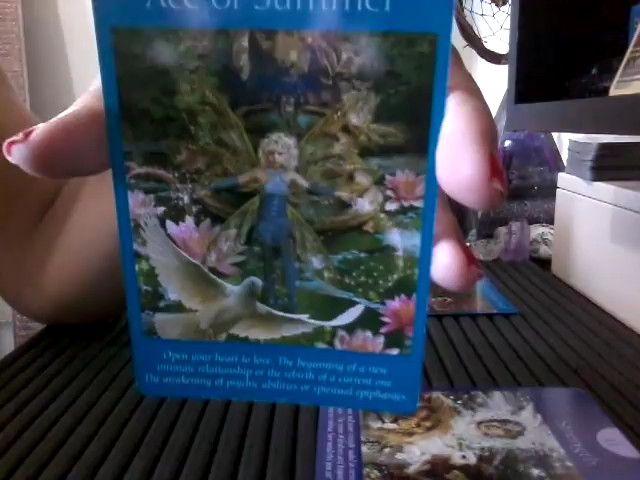 Ace of Summer
Open your heart to love. The beginning of a new
intimate relationship or the rebirth of a current one.
The awakening of psychic abilities or spiritual epiphanies.